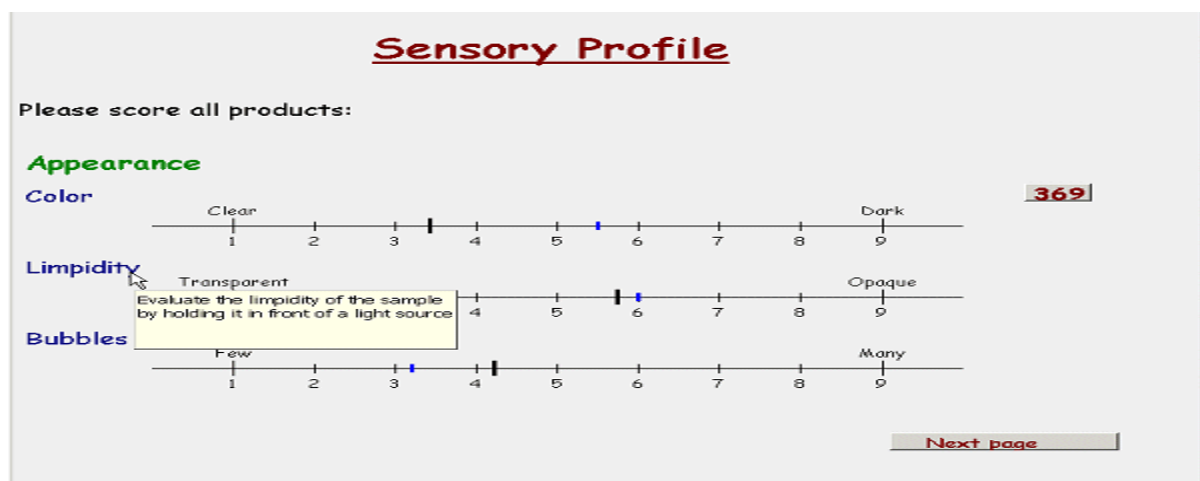 Sensory Profile
Please score all products:
Appearance
Color
369
Clear Dark
1 2 3 4 5 6 7 8 9
Limpidity
Transparent Opaque
Evaluate the limpidity of the sample
by holding it in front of a light source
4 5 6 7 8 9
Bubbles
Few Many
1 2 3 4 5 6 7 8 9
Next page